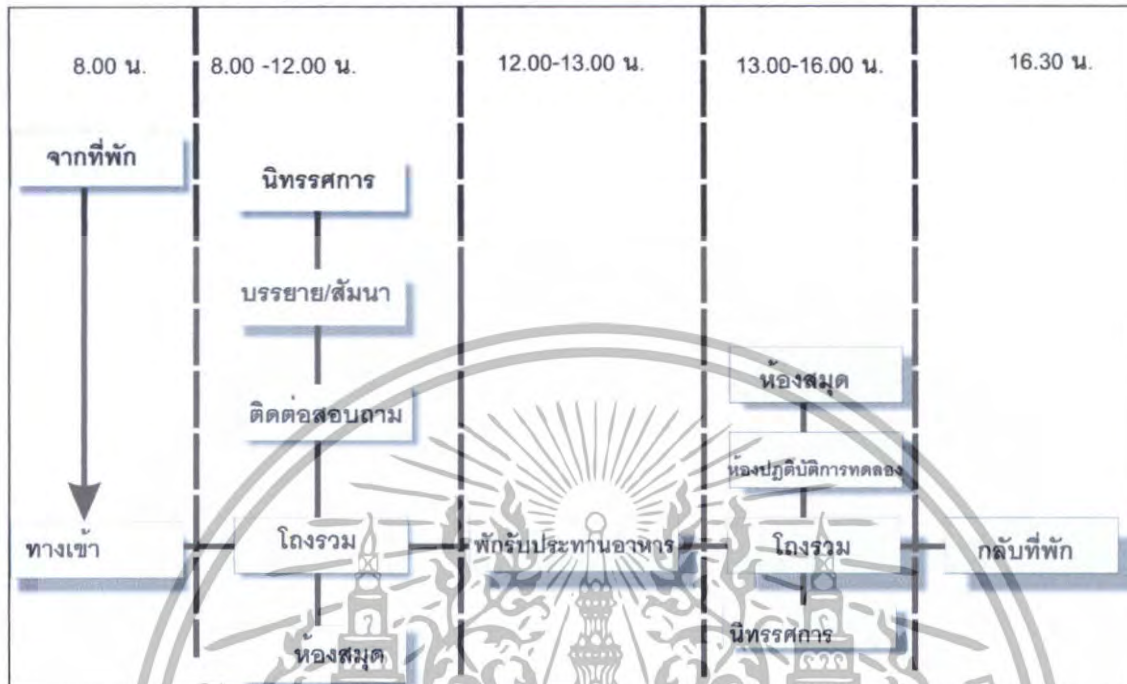 8.00 น.
8.00 -12.00 น.
12.00-13.00 น.
13.00-16.00 น.
16.30 น.
จากที่พัก
นิทรรศการ
บรรยาย/สัมนา
ห้องสมุด
ติดต่อสอบถาม
ห้องปฎิบัติการทดลอง
ทางเข้า
โถงรวม
พักรับประทานอาหาร
โถงรวม
กลับที่พัก
นิทรรศการ
ห้องสมุด